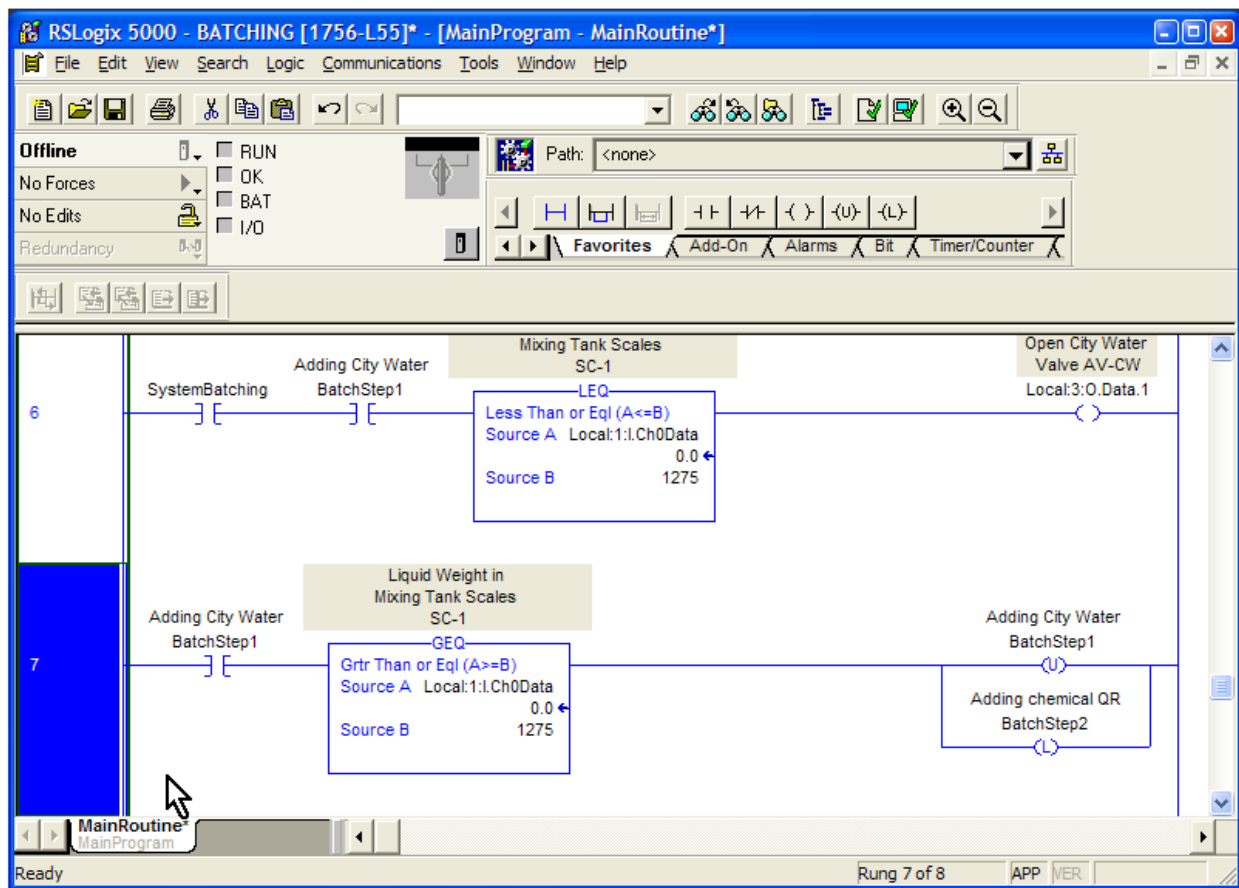 RSLogix 5000 - BATCHING [1756-L55]* - [MainProgram - MainRoutine*]
File Edit View Search Logic Communications Tools Window Help
Offline
RUN
No Forces
OK
No Edits
BAT
Redundancy
I/O
Path: <none>
Favorites Add-On Alarms Bit Timer/Counter
6
SystemBatching
Adding City Water
BatchStep1
Mixing Tank Scales
SC-1
LEQ
Less Than or Eql (A<=B)
Source A Local:1:I.Ch0Data
0.0
Source B 1275
Open City Water
Valve AV-CW
Local:3:O.Data.1
7
Adding City Water
BatchStep1
Liquid Weight in
Mixing Tank Scales
SC-1
GEQ
Grtr Than or Eql (A>=B)
Source A Local:1:I.Ch0Data
0.0
Source B 1275
Adding City Water
BatchStep1
U
Adding chemical QR
BatchStep2
L
MainRoutine*
MainProgram
Ready
Rung 7 of 8 APP VER